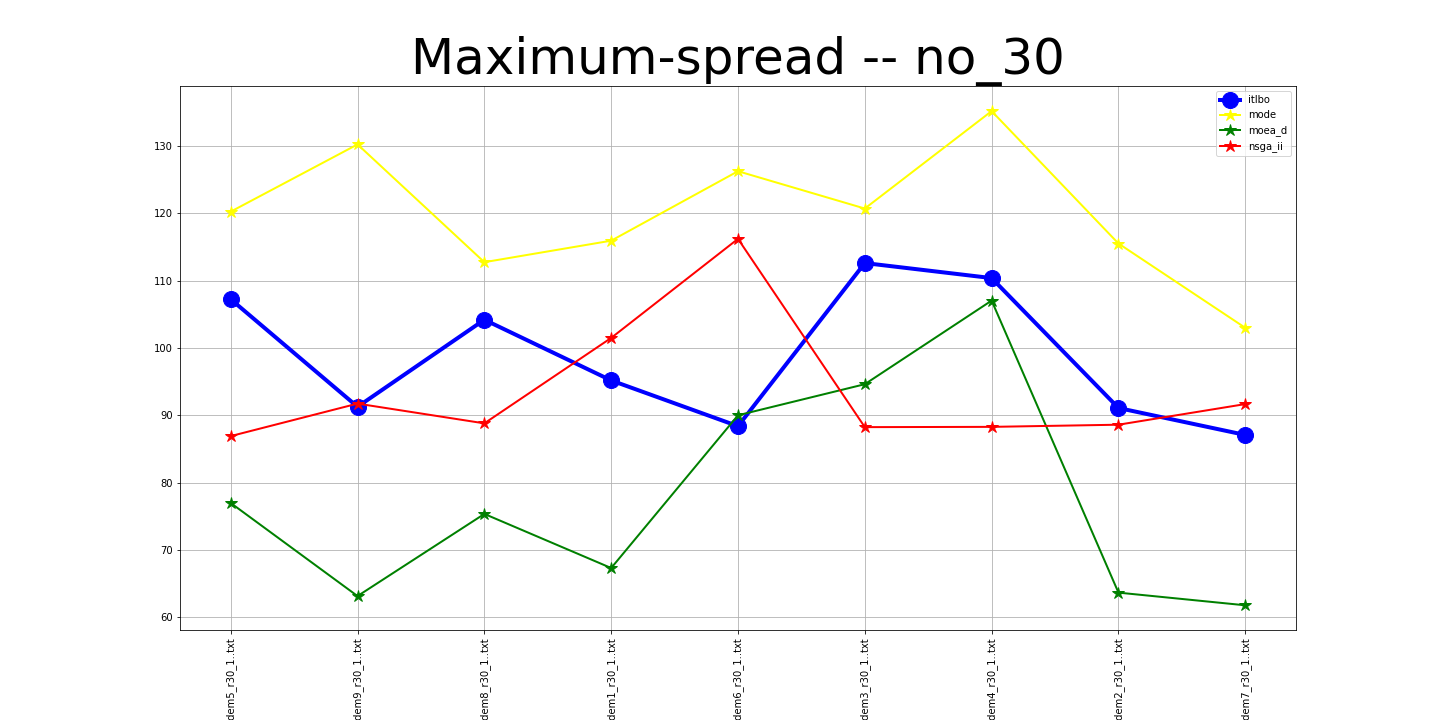 Maximum-spread -- no_30
itlbo
mode
moea_d
nsga_ii
130
120
110
100
90
80
70
60
dem5_r30_1..txt
dem9_r30_1..txt
dem8_r30_1..txt
dem1_r30_1..txt
dem6_r30_1..txt
dem3_r30_1..txt
dem4_r30_1..txt
dem2_r30_1..txt
dem7_r30_1..txt